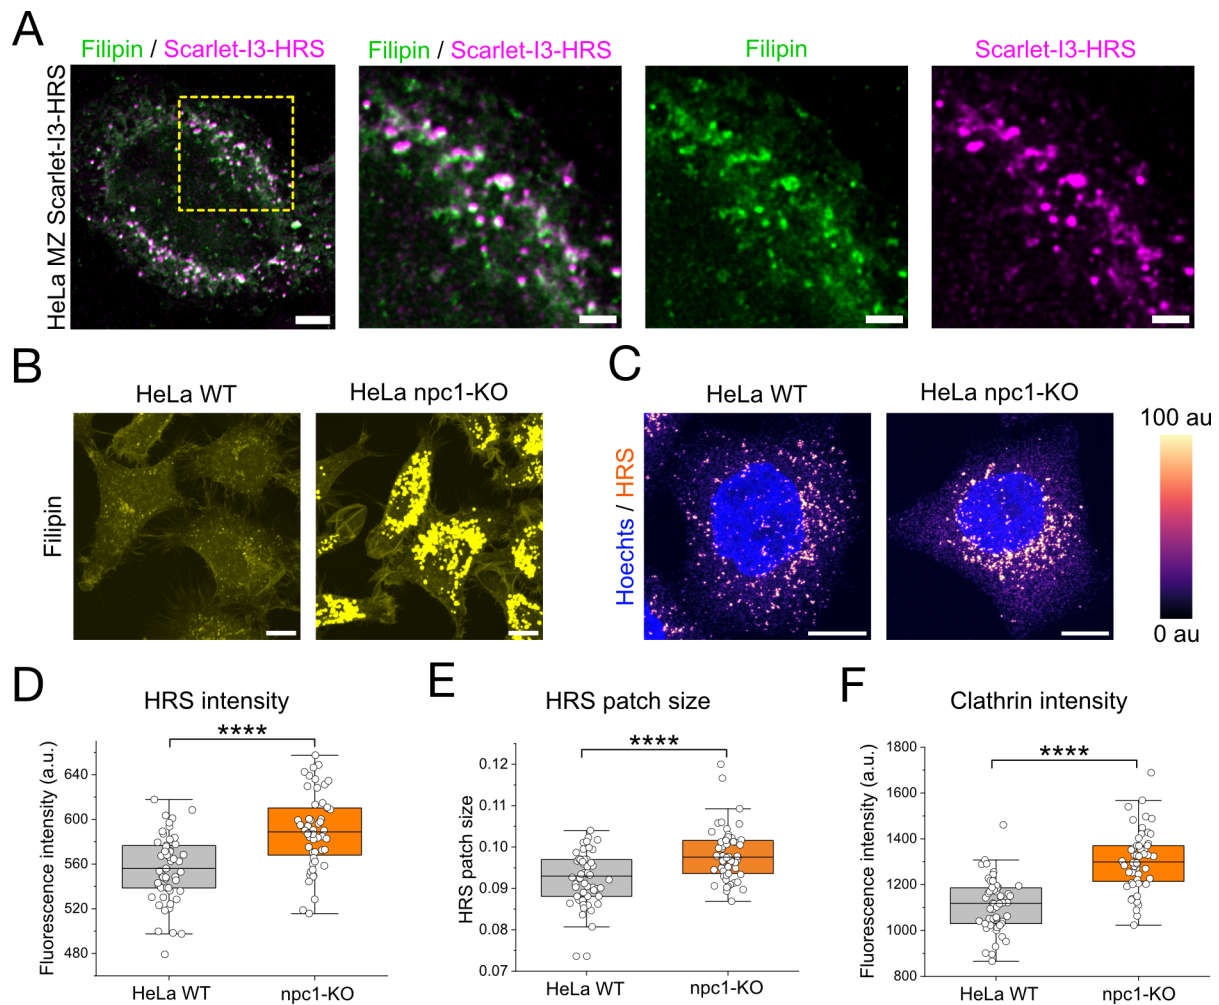 A
Filipin / Scarlet-I3-HRS
Filipin / Scarlet-I3-HRS
Filipin
Scarlet-I3-HRS
HeLa MZ Scarlet-I3-HRS
B
HeLa WT
HeLa npc1-KO
Filipin
C
HeLa WT
HeLa npc1-KO
Hoechts / HRS
100 au
0 au
D
HRS intensity
****
Fluorescence intensity (a.u.)
640
600
560
520
480
HeLa WT
npc1-KO
E
HRS patch size
****
HRS patch size
0.12
0.11
0.10
0.09
0.08
0.07
HeLa WT
npc1-KO
F
Clathrin intensity
****
Fluorescence intensity (a.u.)
1800
1600
1400
1200
1000
800
HeLa WT
npc1-KO